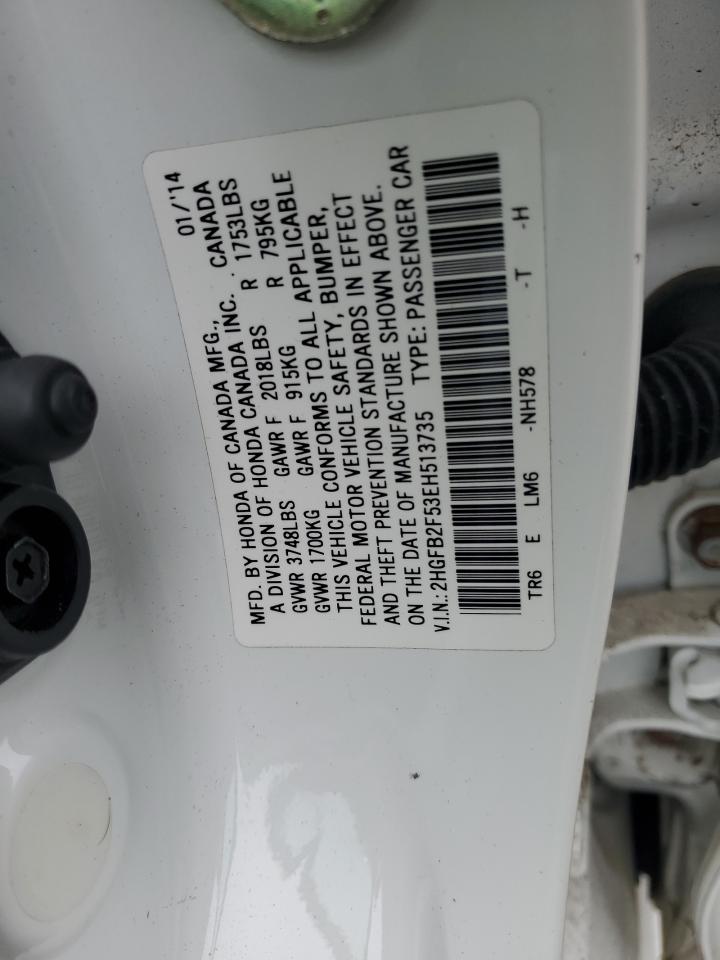 01/'14
MFD. BY HONDA OF CANADA MFG.,
A DIVISION OF HONDA CANADA INC. . CANADA
GVWR 3748LBS GAWR F 2018LBS R 1753LBS
GVWR 1700KG GAWR F 915KG R 795KG
THIS VEHICLE CONFORMS TO ALL APPLICABLE
FEDERAL MOTOR VEHICLE SAFETY, BUMPER,
AND THEFT PREVENTION STANDARDS IN EFFECT
ON THE DATE OF MANUFACTURE SHOWN ABOVE.
V.I.N.: 2HGFB2F53EH513735 TYPE: PASSENGER CAR
TR6 E LM6 -NH578 -T -H